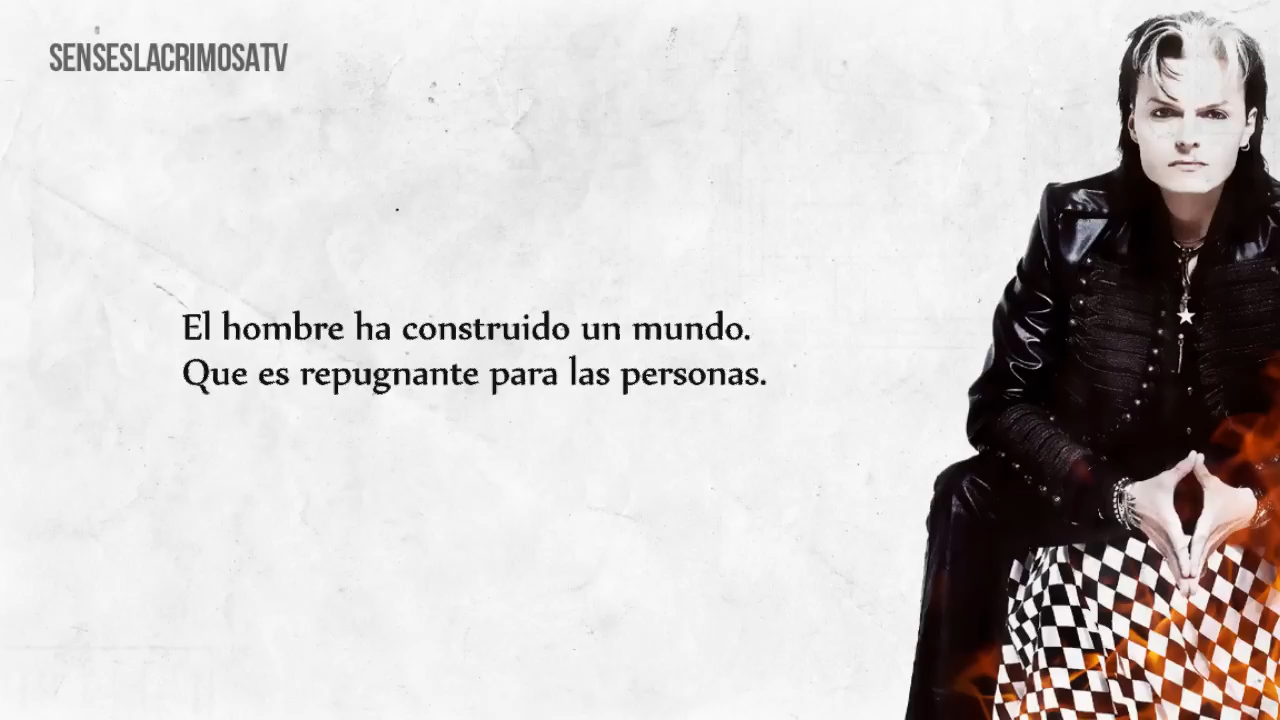 SENSESLACRIMOSATV
El hombre ha construido un mundo.
Que es repugnante para las personas.